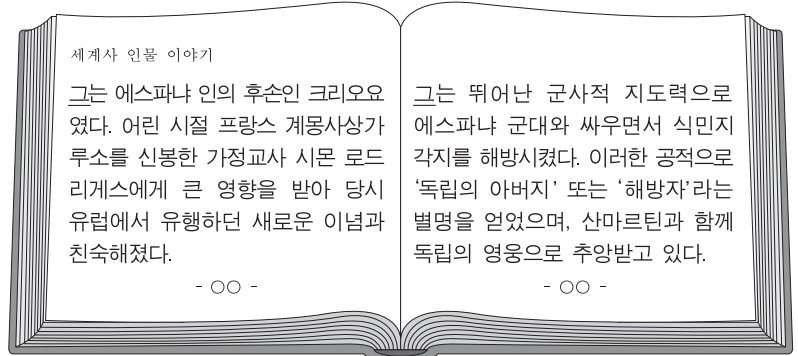 세계사 인물 이야기
그는 에스파냐 인의 후손인 크리오요
였다. 어린 시절 프랑스 계몽사상가
루소를 신봉한 가정교사 시몬 로드
리게스에게 큰 영향을 받아 당시
유럽에서 유행하던 새로운 이념과
친숙해졌다.
- ○○ -
그는 뛰어난 군사적 지도력으로
에스파냐 군대와 싸우면서 식민지
각지를 해방시켰다. 이러한 공적으로
‘독립의 아버지’ 또는 ‘해방자’라는
별명을 얻었으며, 산마르틴과 함께
독립의 영웅으로 추앙받고 있다.
- ○○ -